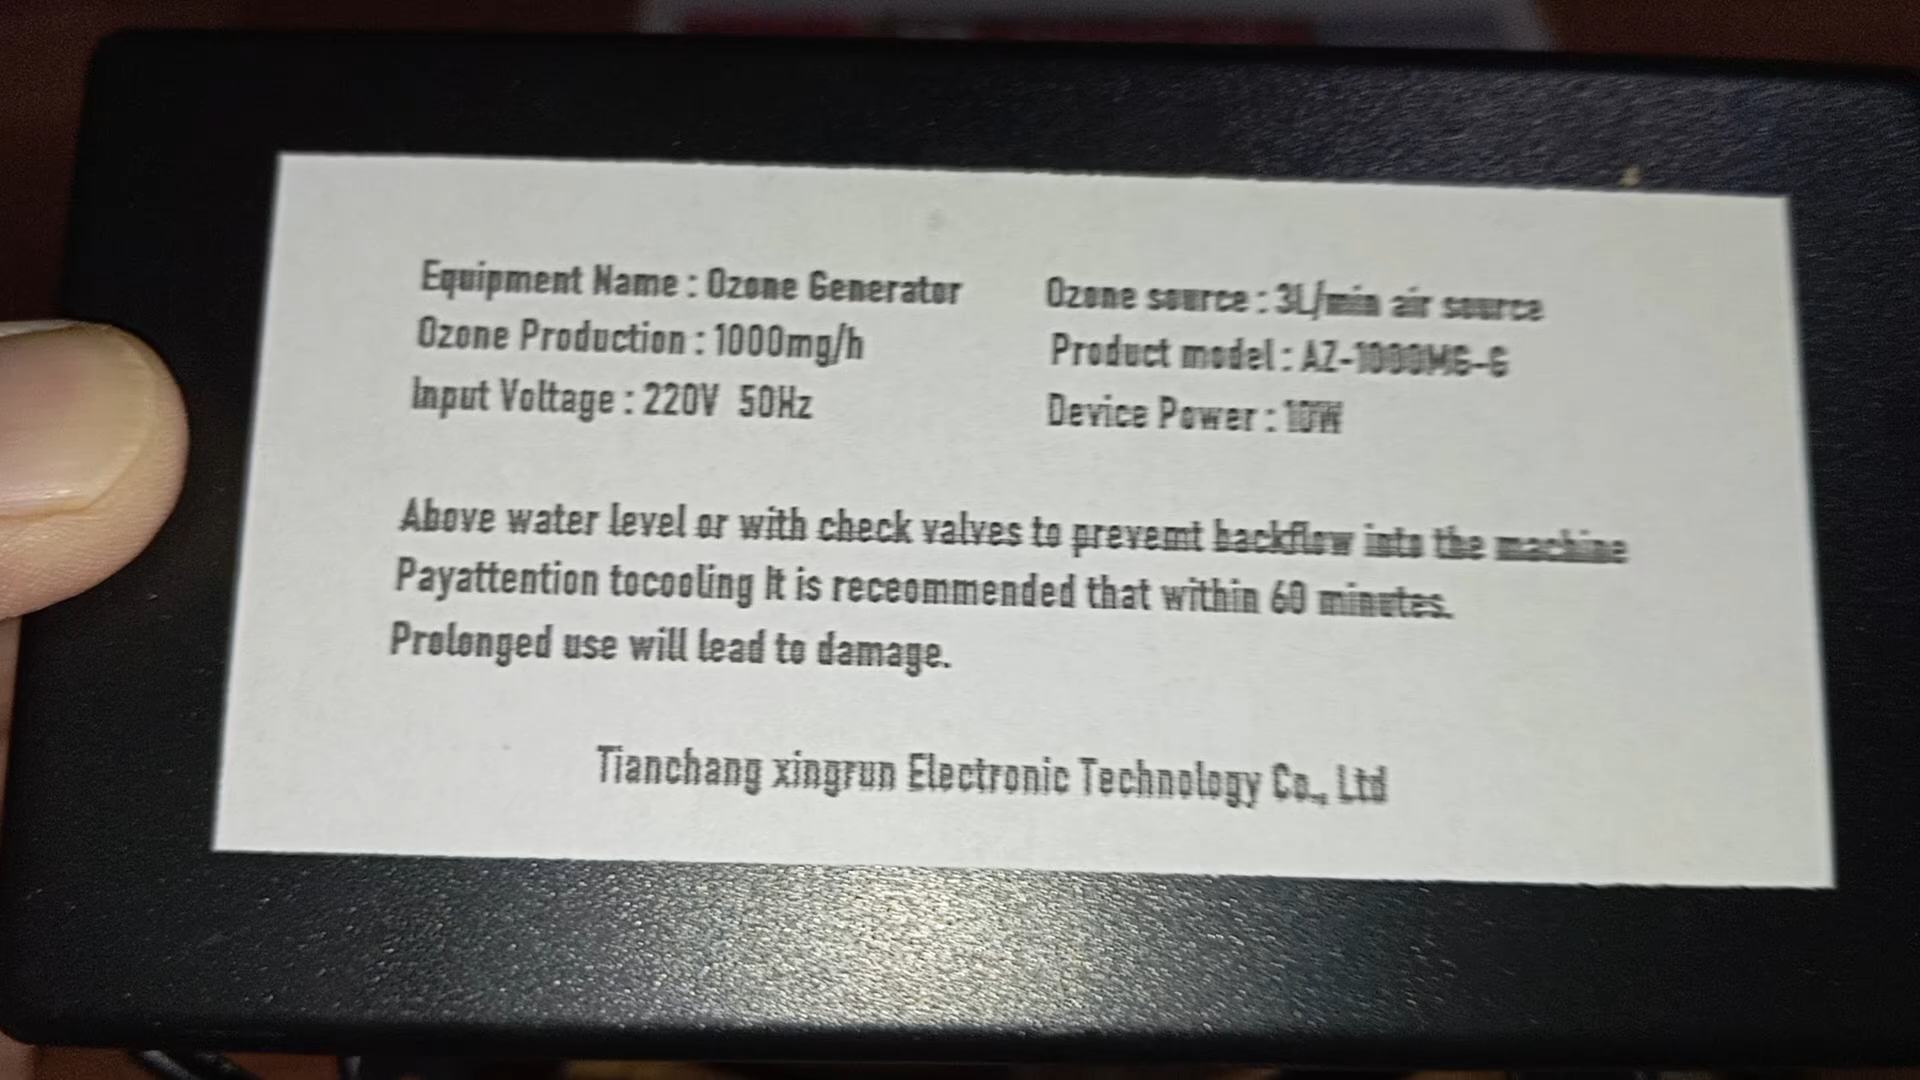 Equipment Name : Ozone Generator
Ozone source : 3L/min air source
Ozone Production : 1000mg/h
Product model : AZ-1000MG-G
Input Voltage : 220V 50Hz
Device Power : 10W
Above water level or with check valves to prevemt backflow into the machine
Payattention tocooling It is receommended that within 60 minutes.
Prolonged use will lead to damage.
Tianchang xingrun Electronic Technology Co., Ltd